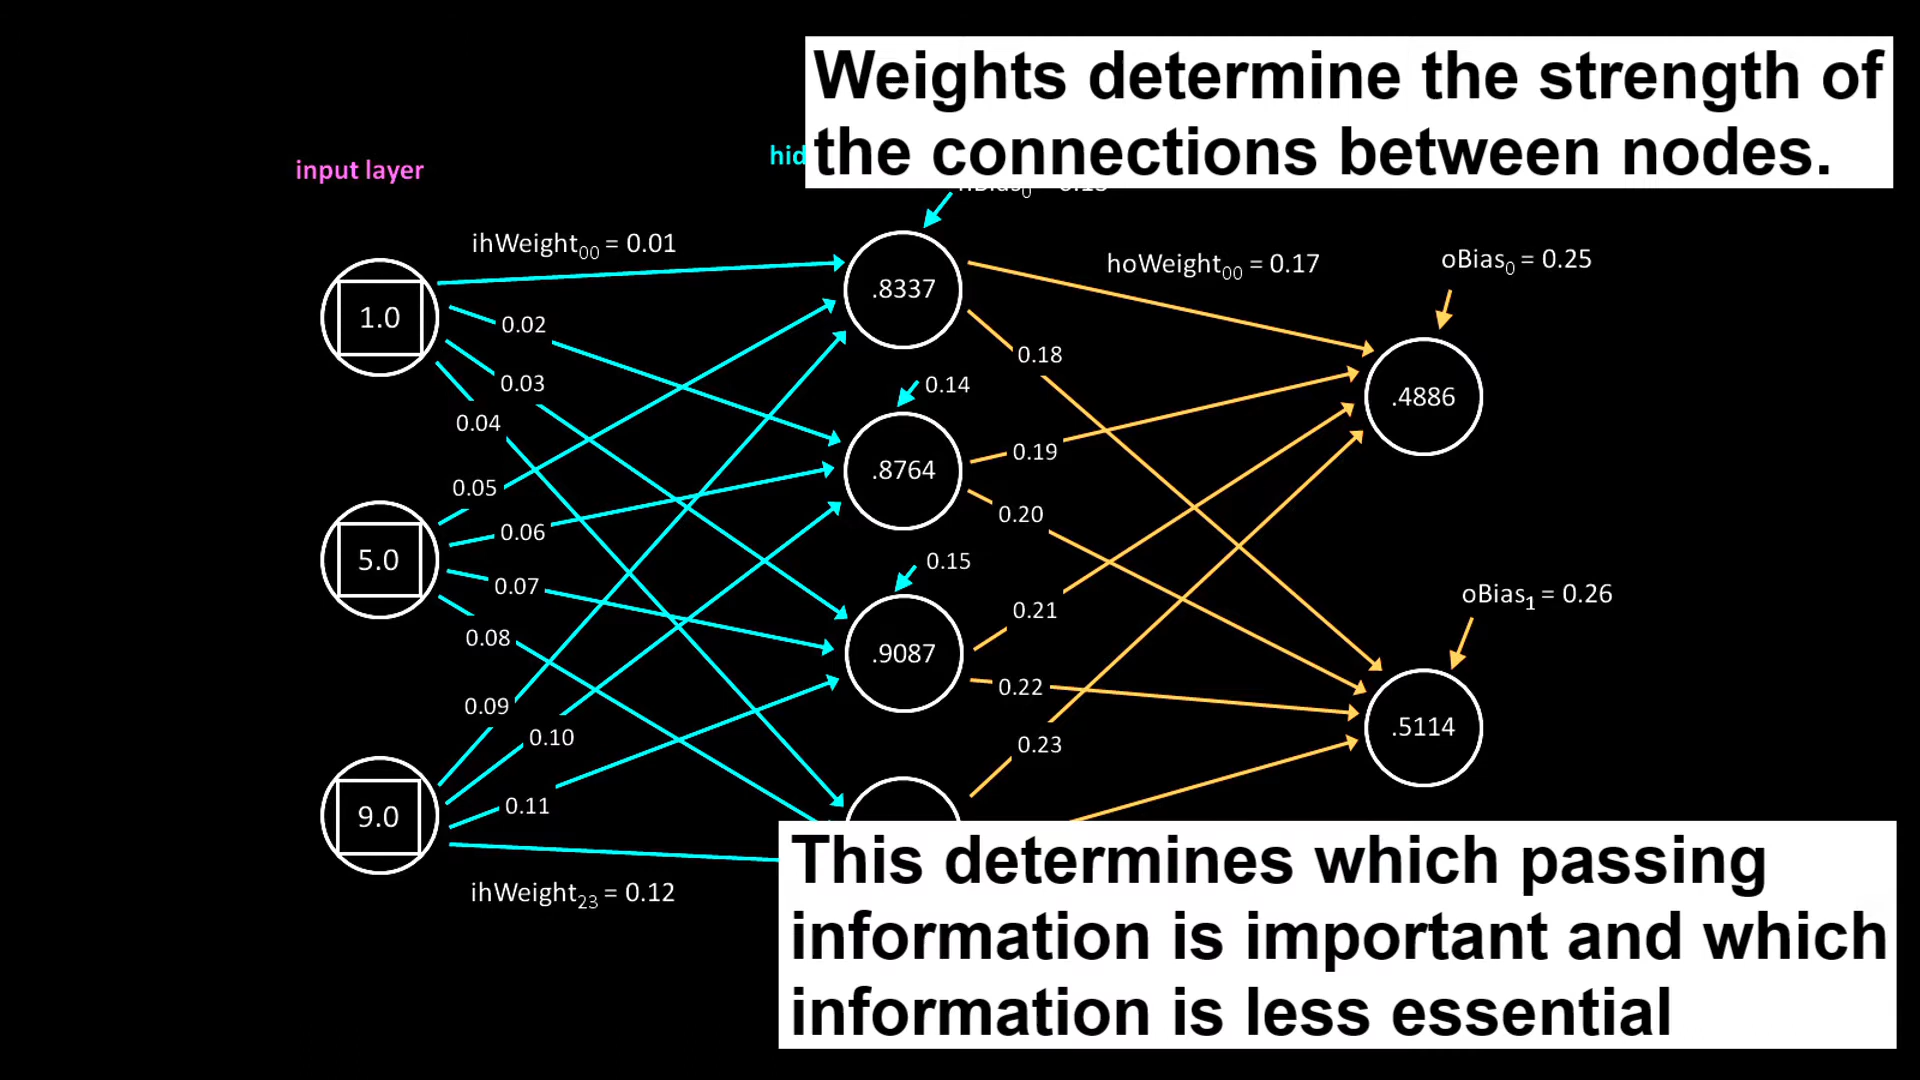 Weights determine the strength of
the connections between nodes.
input layer
hid
ihWeight00 = 0.01
hoWeight00 = 0.17
oBias0 = 0.25
1.0
.8337
0.02
0.18
0.03
0.14
.4886
0.04
0.19
.8764
0.05
0.20
0.06
5.0
0.15
0.07
oBias1 = 0.26
0.21
0.08
.9087
0.22
0.09
.5114
0.10
0.23
0.11
9.0
ihWeight23 = 0.12
This determines which passing
information is important and which
information is less essential